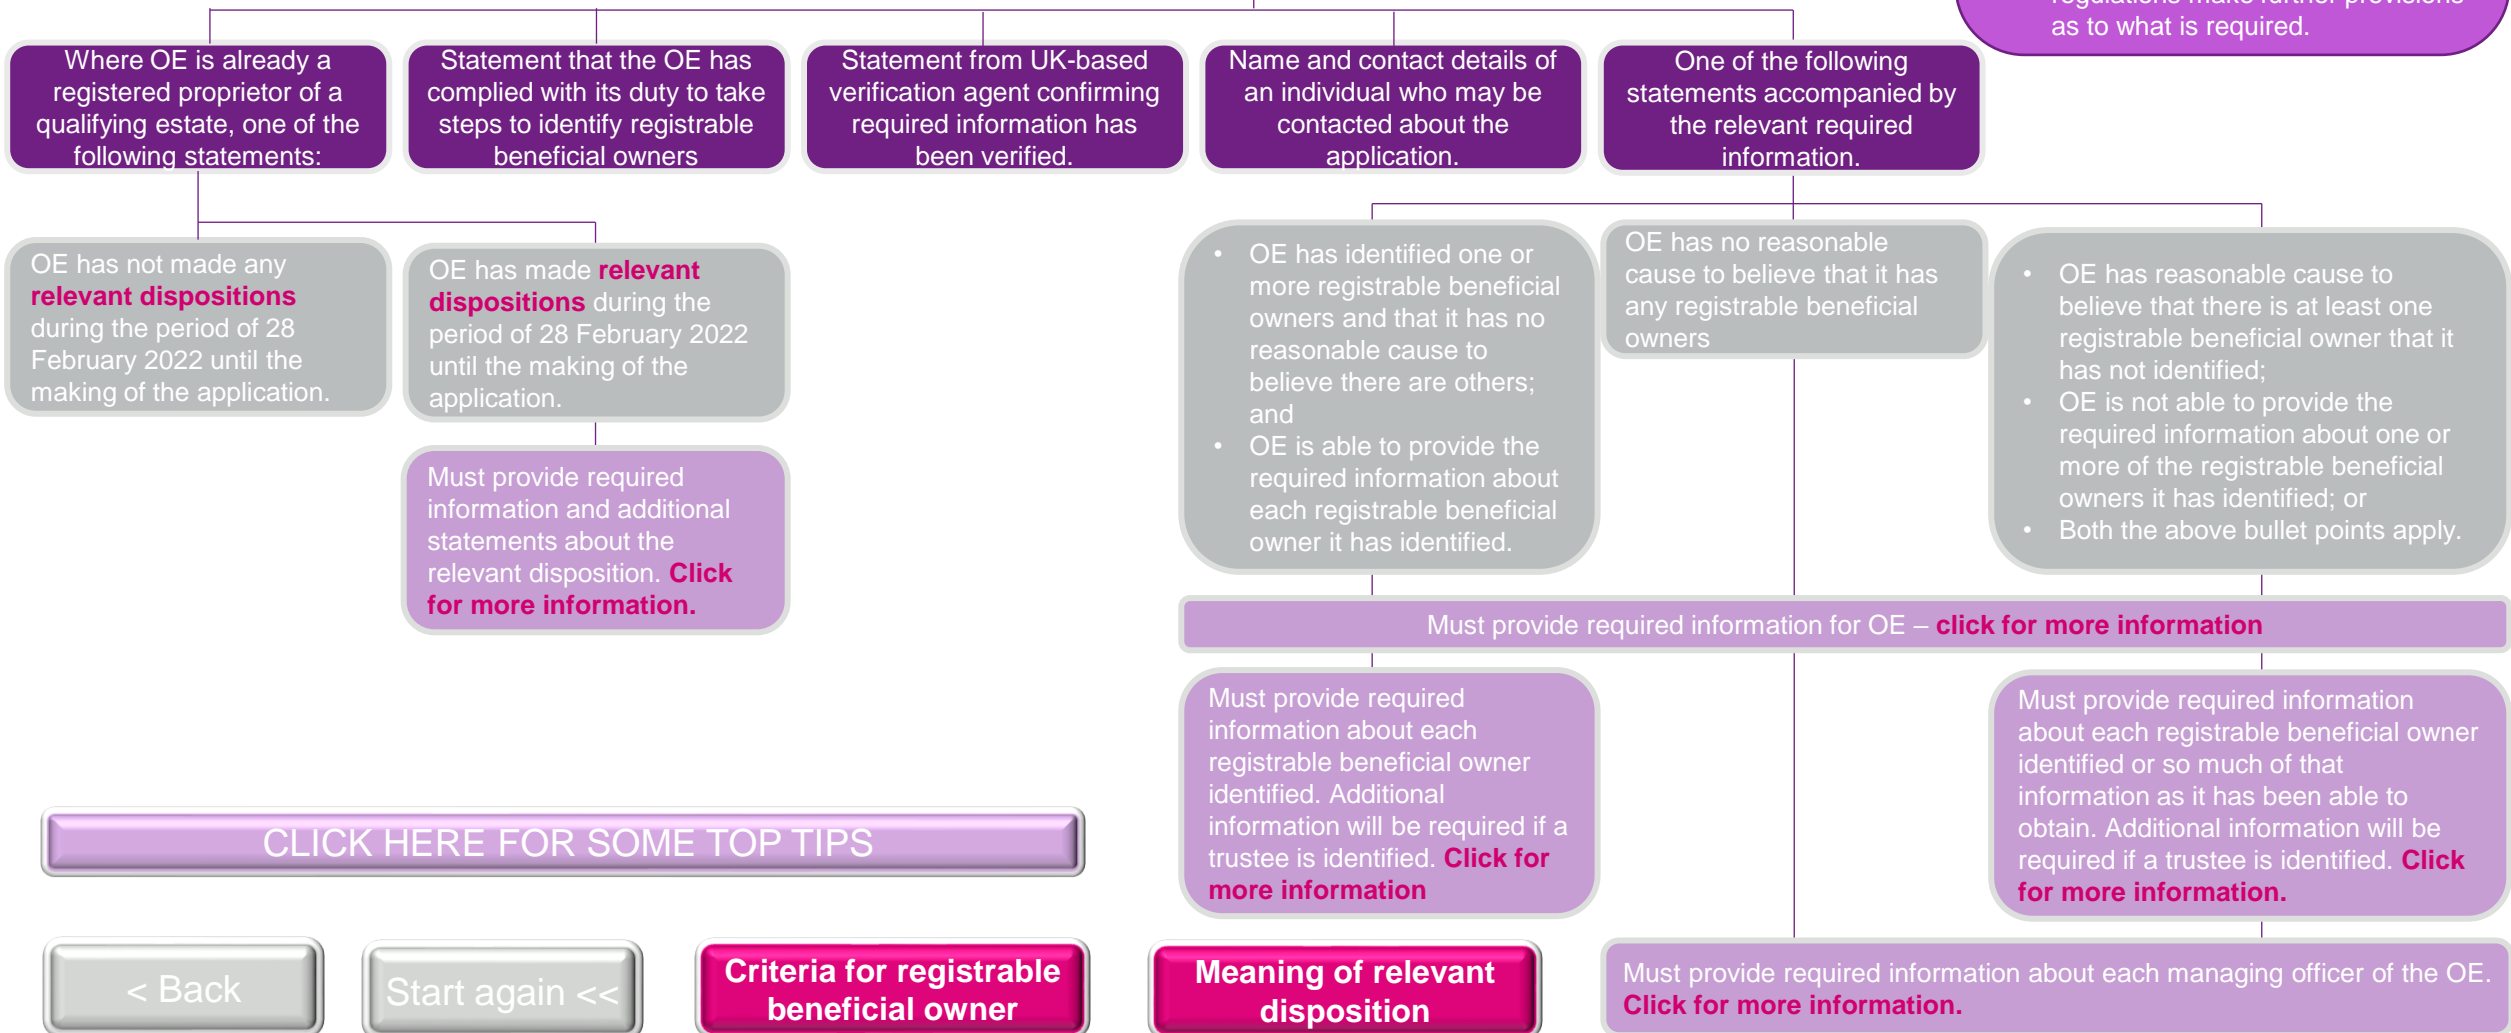 regulations make further provisions
as to what is required.
Where OE is already a
registered proprietor of a
qualifying estate, one of the
following statements:
Statement that the OE has
complied with its duty to take
steps to identify registrable
beneficial owners
Statement from UK-based
verification agent confirming
required information has
been verified.
Name and contact details of
an individual who may be
contacted about the
application.
One of the following
statements accompanied by
the relevant required
information.
OE has not made any
relevant dispositions
during the period of 28
February 2022 until the
making of the application.
OE has made relevant
dispositions during the
period of 28 February 2022
until the making of the
application.
Must provide required
information and additional
statements about the
relevant disposition. Click
for more information.
• OE has identified one or
more registrable beneficial
owners and that it has no
reasonable cause to
believe there are others;
and
• OE is able to provide the
required information about
each registrable beneficial
owner it has identified.
OE has no reasonable
cause to believe that it has
any registrable beneficial
owners
• OE has reasonable cause to
believe that there is at least one
registrable beneficial owner that it
has not identified;
• OE is not able to provide the
required information about one or
more of the registrable beneficial
owners it has identified; or
• Both the above bullet points apply.
Must provide required information for OE – click for more information
Must provide required
information about each
registrable beneficial owner
identified. Additional
information will be required if a
trustee is identified. Click for
more information
Must provide required information
about each registrable beneficial owner
identified or so much of that
information as it has been able to
obtain. Additional information will be
required if a trustee is identified. Click
for more information.
Must provide required information about each managing officer of the OE.
Click for more information.
CLICK HERE FOR SOME TOP TIPS
< Back
Start again <<
Criteria for registrable
beneficial owner
Meaning of relevant
disposition